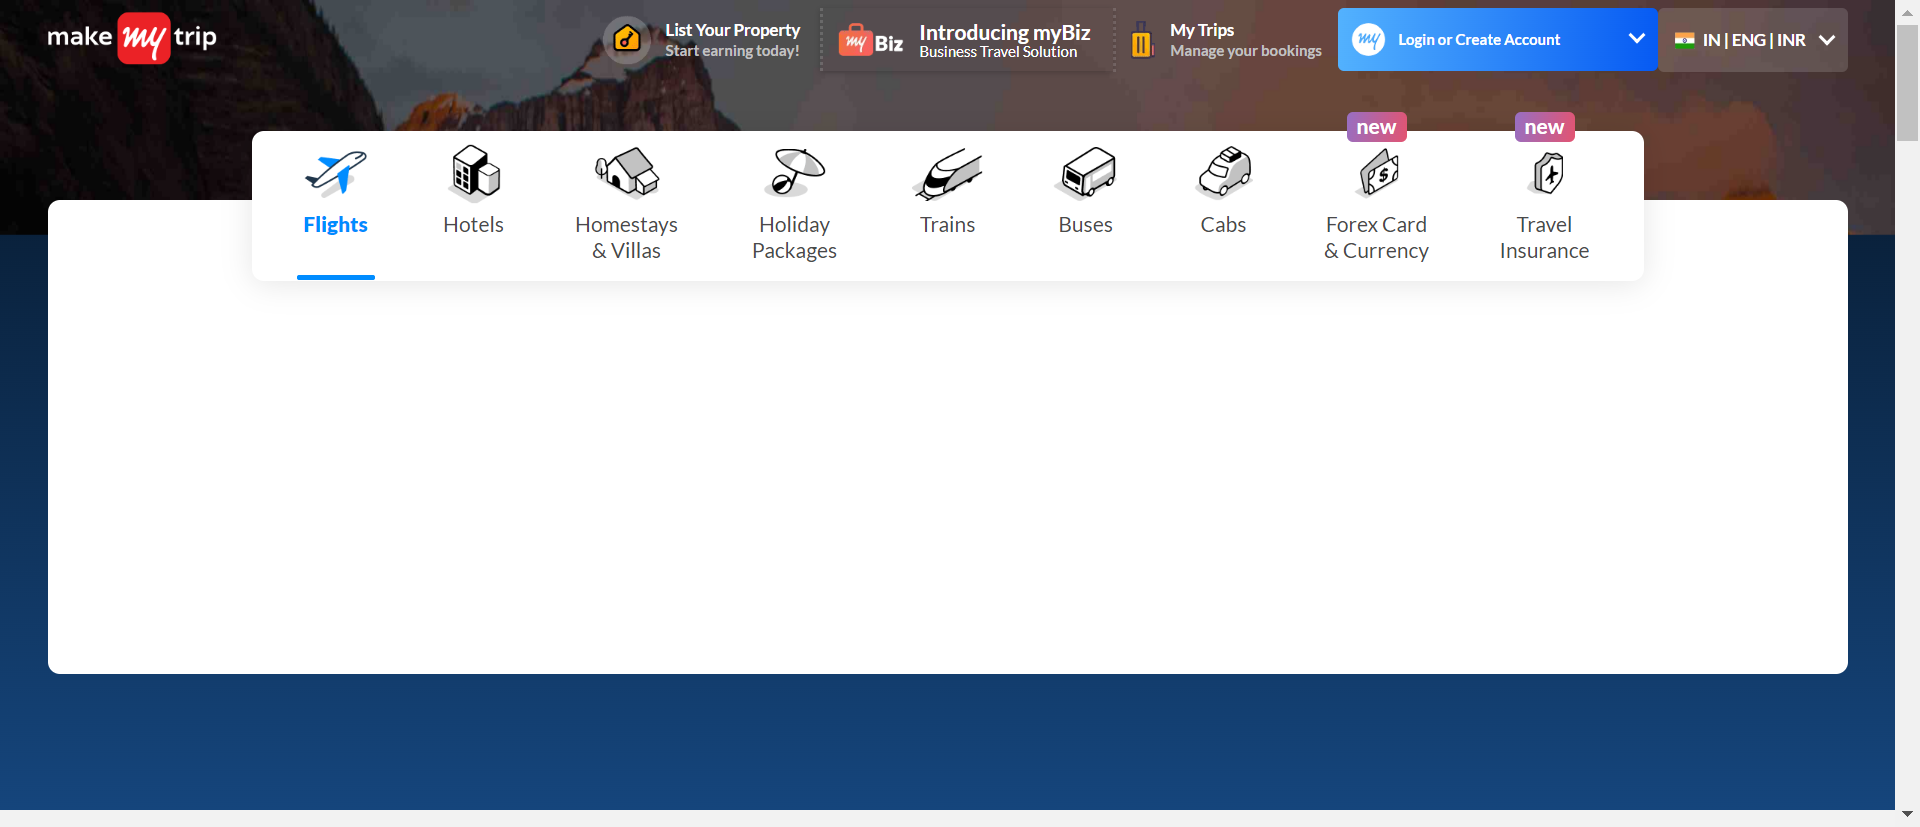 make my trip
List Your Property
Start earning today!
my Biz
Introducing myBiz
Business Travel Solution
My Trips
Manage your bookings
my
Login or Create Account
IN | ENG | INR
new
new
Flights
Hotels
Homestays
& Villas
Holiday
Packages
Trains
Buses
Cabs
Forex Card
& Currency
Travel
Insurance